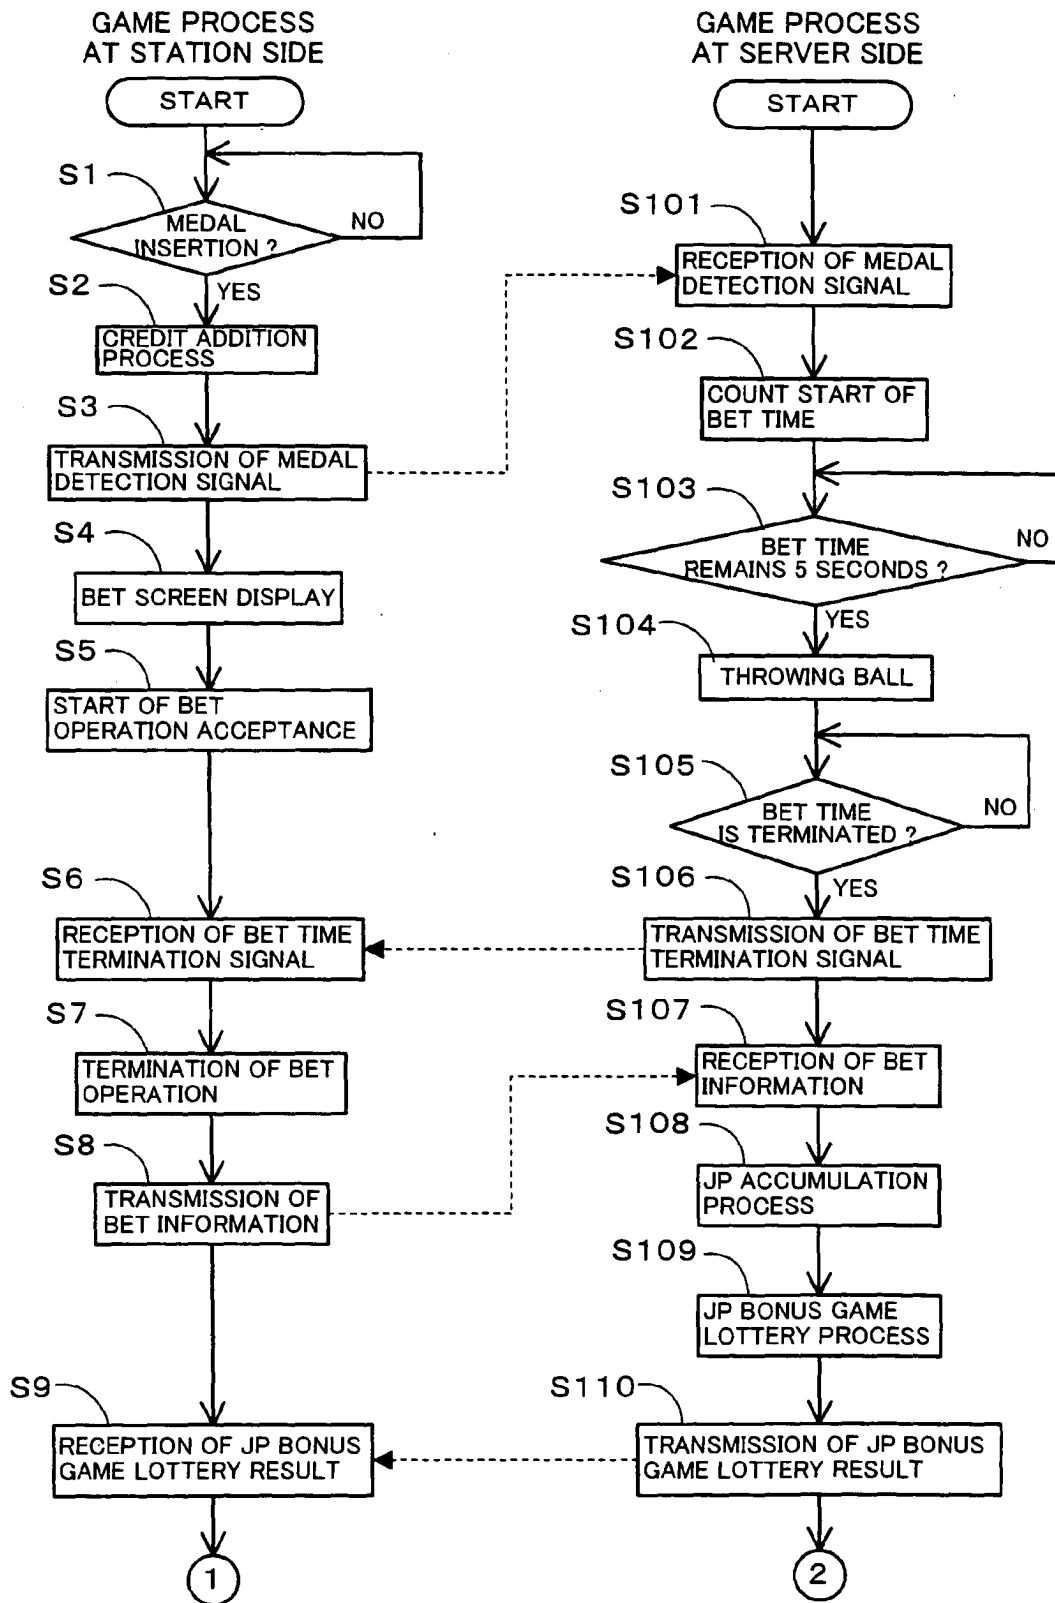 GAME PROCESS
AT STATION SIDE
START
S1
MEDAL
INSERTION ?
NO
YES
S2
CREDIT ADDITION
PROCESS
S3
TRANSMISSION OF MEDAL
DETECTION SIGNAL
S4
BET SCREEN DISPLAY
S5
START OF BET
OPERATION ACCEPTANCE
S6
RECEPTION OF BET TIME
TERMINATION SIGNAL
S7
TERMINATION OF BET
OPERATION
S8
TRANSMISSION OF
BET INFORMATION
S9
RECEPTION OF JP BONUS
GAME LOTTERY RESULT
1
GAME PROCESS
AT SERVER SIDE
START
S101
RECEPTION OF MEDAL
DETECTION SIGNAL
S102
COUNT START OF
BET TIME
S103
BET TIME
REMAINS 5 SECONDS ?
NO
YES
S104
THROWING BALL
S105
BET TIME
IS TERMINATED ?
NO
YES
S106
TRANSMISSION OF BET TIME
TERMINATION SIGNAL
S107
RECEPTION OF BET
INFORMATION
S108
JP ACCUMULATION
PROCESS
S109
JP BONUS GAME
LOTTERY PROCESS
S110
TRANSMISSION OF JP BONUS
GAME LOTTERY RESULT
2